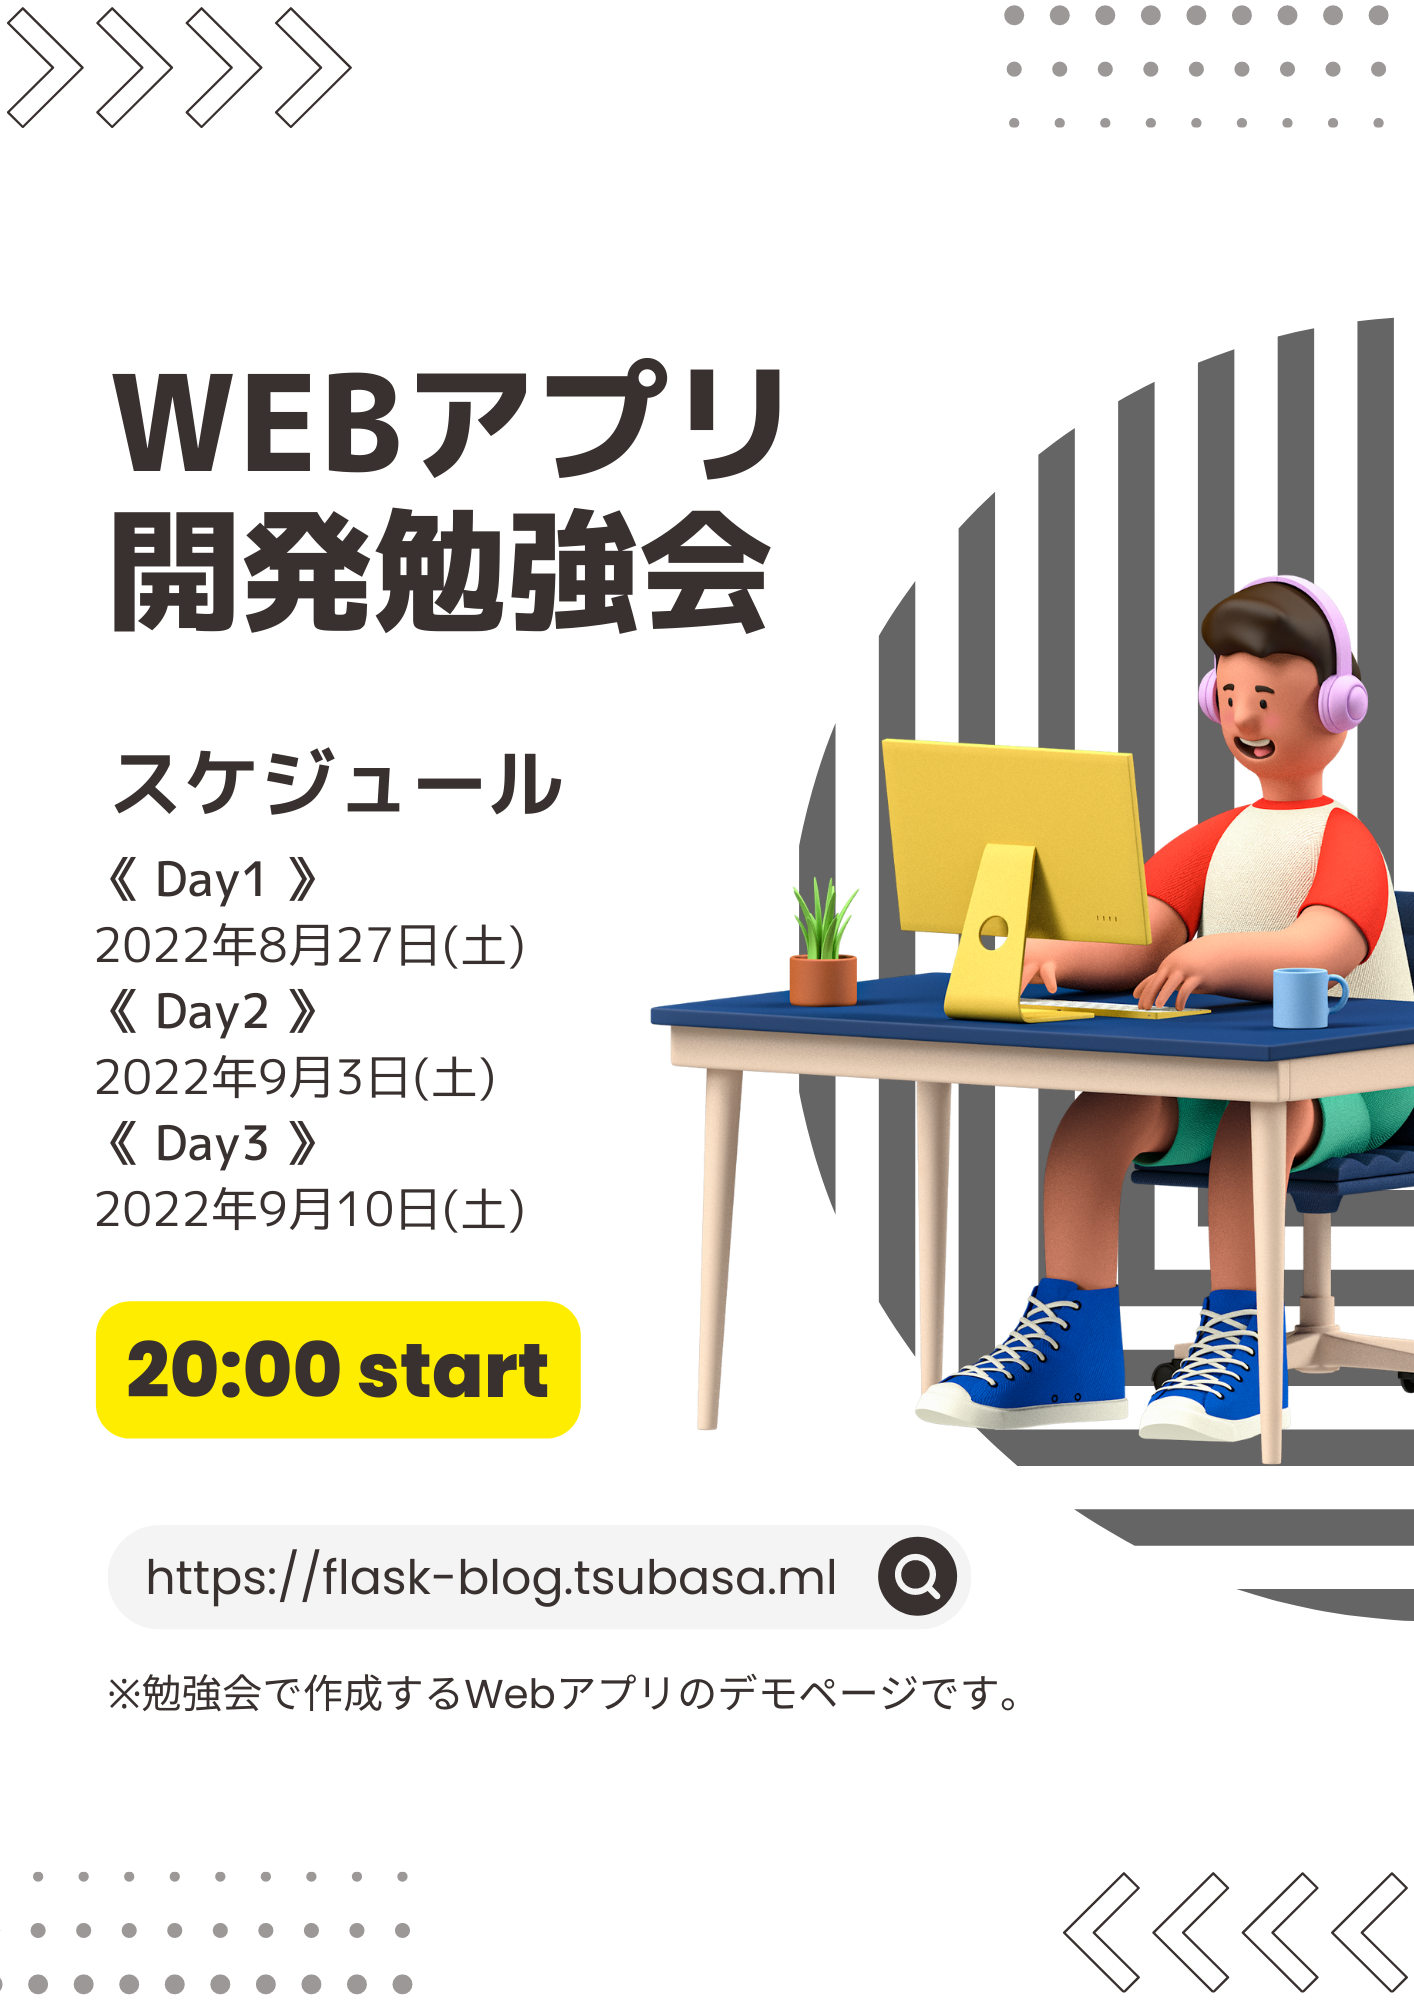 WEBアプリ
開発勉強会
スケジュール
《 Day1 》
2022年8月27日(土)
《 Day2 》
2022年9月3日(土)
《 Day3 》
2022年9月10日(土)
20:00 start
https://flask-blog.tsubasa.ml
※勉強会で作成するWebアプリのデモページです。